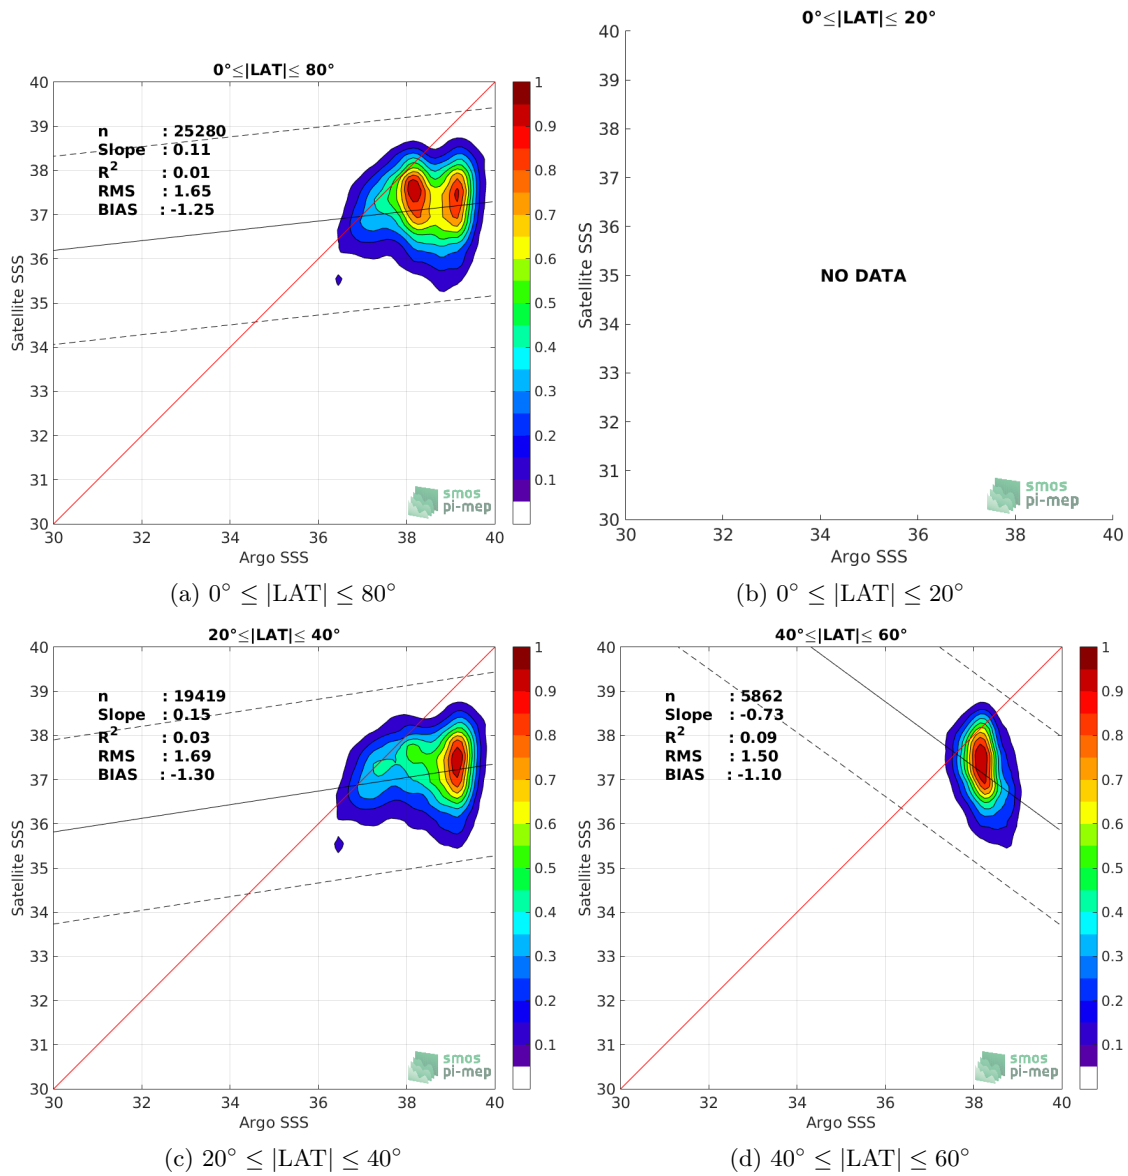 0°≤|LAT|≤ 80°
40
39
38
37
36
35
34
33
32
31
30
Satellite SSS
n : 25280
Slope : 0.11
R2 : 0.01
RMS : 1.65
BIAS : -1.25
smos
pi-mep
30 32 34 36 38 40
Argo SSS
1
0.9
0.8
0.7
0.6
0.5
0.4
0.3
0.2
0.1
(a) 0° ≤ |LAT| ≤ 80°
0°≤|LAT|≤ 20°
40
39
38
37
36
35
34
33
32
31
30
Satellite SSS
NO DATA
smos
pi-mep
30 32 34 36 38 40
Argo SSS
(b) 0° ≤ |LAT| ≤ 20°
20°≤|LAT|≤ 40°
40
39
38
37
36
35
34
33
32
31
30
Satellite SSS
n : 19419
Slope : 0.15
R2 : 0.03
RMS : 1.69
BIAS : -1.30
smos
pi-mep
30 32 34 36 38 40
Argo SSS
1
0.9
0.8
0.7
0.6
0.5
0.4
0.3
0.2
0.1
(c) 20° ≤ |LAT| ≤ 40°
40°≤|LAT|≤ 60°
40
39
38
37
36
35
34
33
32
31
30
Satellite SSS
n : 5862
Slope : -0.73
R2 : 0.09
RMS : 1.50
BIAS : -1.10
smos
pi-mep
30 32 34 36 38 40
Argo SSS
1
0.9
0.8
0.7
0.6
0.5
0.4
0.3
0.2
0.1
(d) 40° ≤ |LAT| ≤ 60°